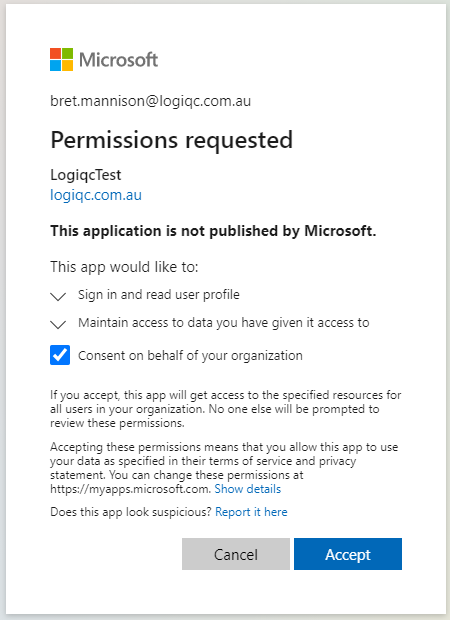 Microsoft
bret.mannison@logiqc.com.au
Permissions requested
LogiqcTest
logiqc.com.au
This application is not published by Microsoft.
This app would like to:
Sign in and read user profile
Maintain access to data you have given it access to
Consent on behalf of your organization
If you accept, this app will get access to the specified resources for
all users in your organization. No one else will be prompted to
review these permissions.
Accepting these permissions means that you allow this app to use
your data as specified in their terms of service and privacy
statement. You can change these permissions at
https://myapps.microsoft.com. Show details
Does this app look suspicious? Report it here
Cancel
Accept